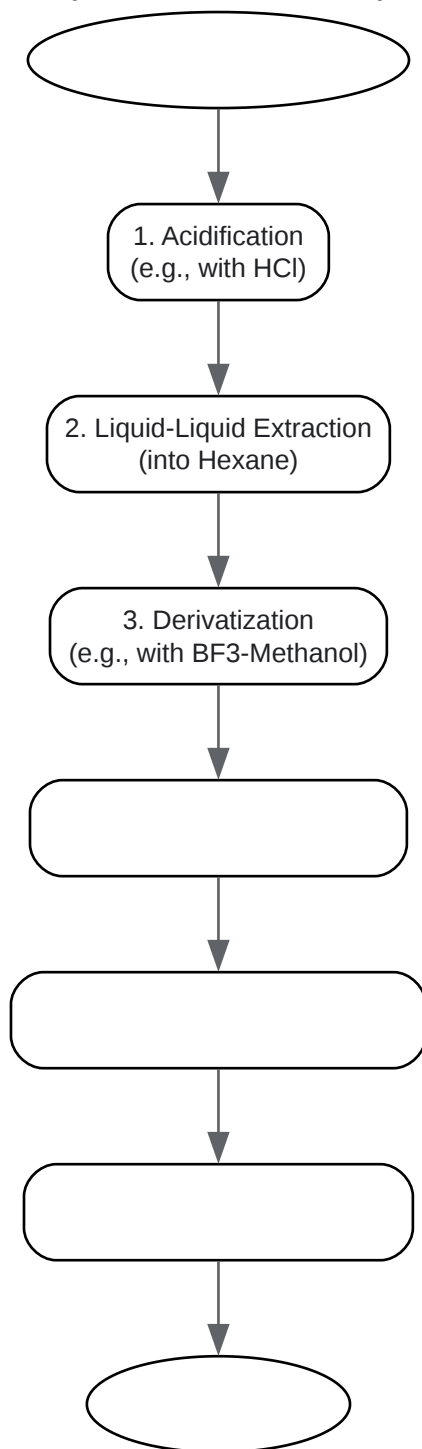 1. Acidification
(e.g., with HCl)
2. Liquid-Liquid Extraction
(into Hexane)
3. Derivatization
(e.g., with BF3-Methanol)